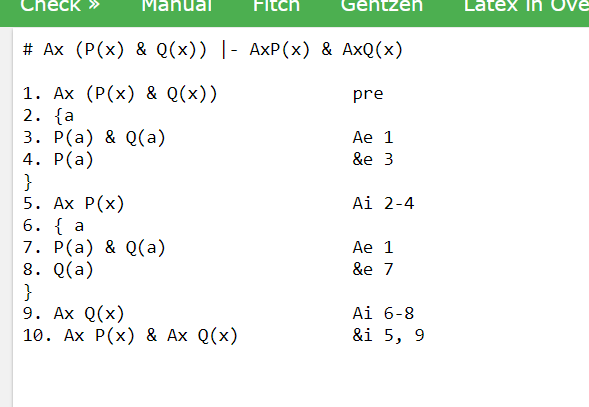 Check » Manual Fitch Gentzen Latex in Ove
# Ax (P(x) & Q(x)) |- AxP(x) & AxQ(x)
1. Ax (P(x) & Q(x)) pre
2. {a
3. P(a) & Q(a) Ae 1
4. P(a) &e 3
}
5. Ax P(x) Ai 2-4
6. { a
7. P(a) & Q(a) Ae 1
8. Q(a) &e 7
}
9. Ax Q(x) Ai 6-8
10. Ax P(x) & Ax Q(x) &i 5, 9